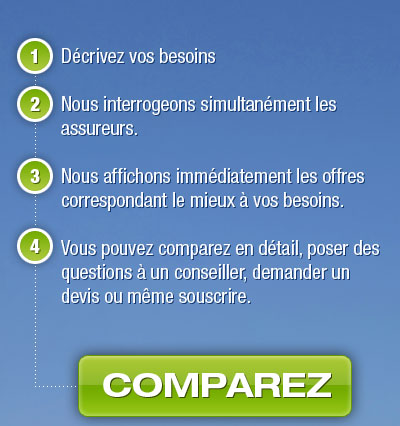 1 Décrivez vos besoins
2 Nous interrogeons simultanément les
assureurs.
3 Nous affichons immédiatement les offres
correspondant le mieux à vos besoins.
4 Vous pouvez comparez en détail, poser des
questions à un conseiller, demander un
devis ou même souscrire.
COMPAREZ